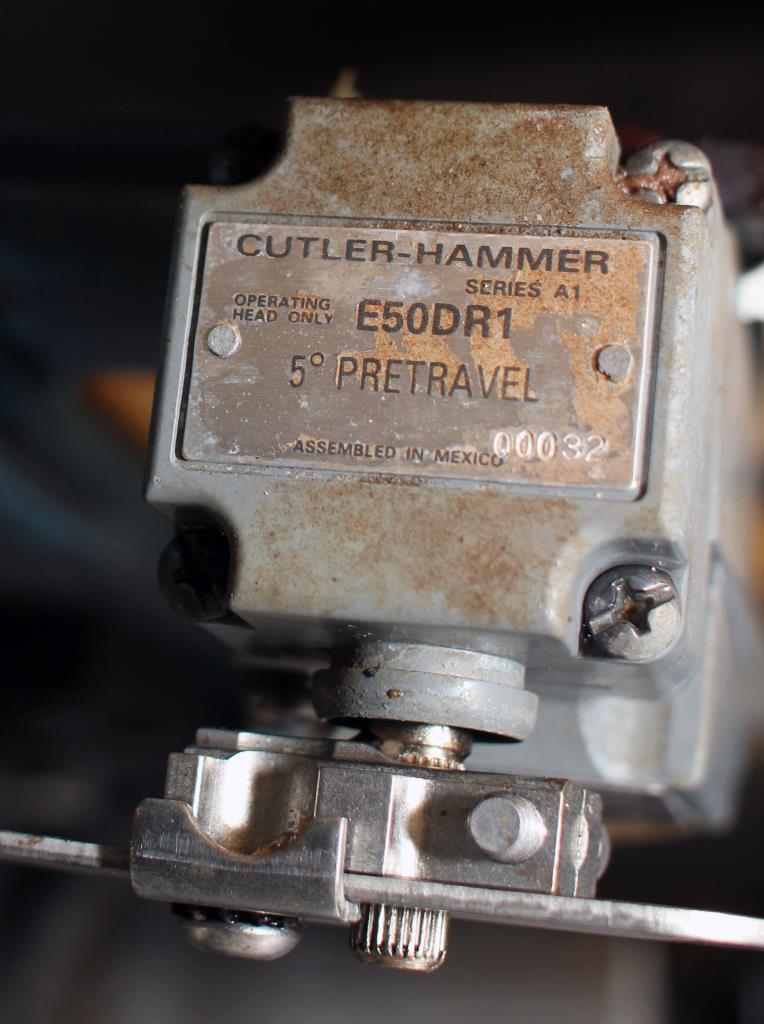 CUTLER-HAMMER
SERIES A1
OPERATING
HEAD ONLY
E50DR1
5° PRETRAVEL
ASSEMBLED IN MEXICO
00032